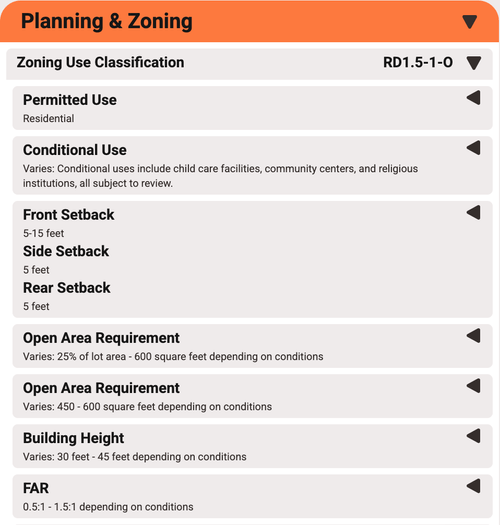 Planning & Zoning
Zoning Use Classification RD1.5-1-O
Permitted Use
Residential
Conditional Use
Varies: Conditional uses include child care facilities, community centers, and religious
institutions, all subject to review.
Front Setback
5-15 feet
Side Setback
5 feet
Rear Setback
5 feet
Open Area Requirement
Varies: 25% of lot area - 600 square feet depending on conditions
Open Area Requirement
Varies: 450 - 600 square feet depending on conditions
Building Height
Varies: 30 feet - 45 feet depending on conditions
FAR
0.5:1 - 1.5:1 depending on conditions